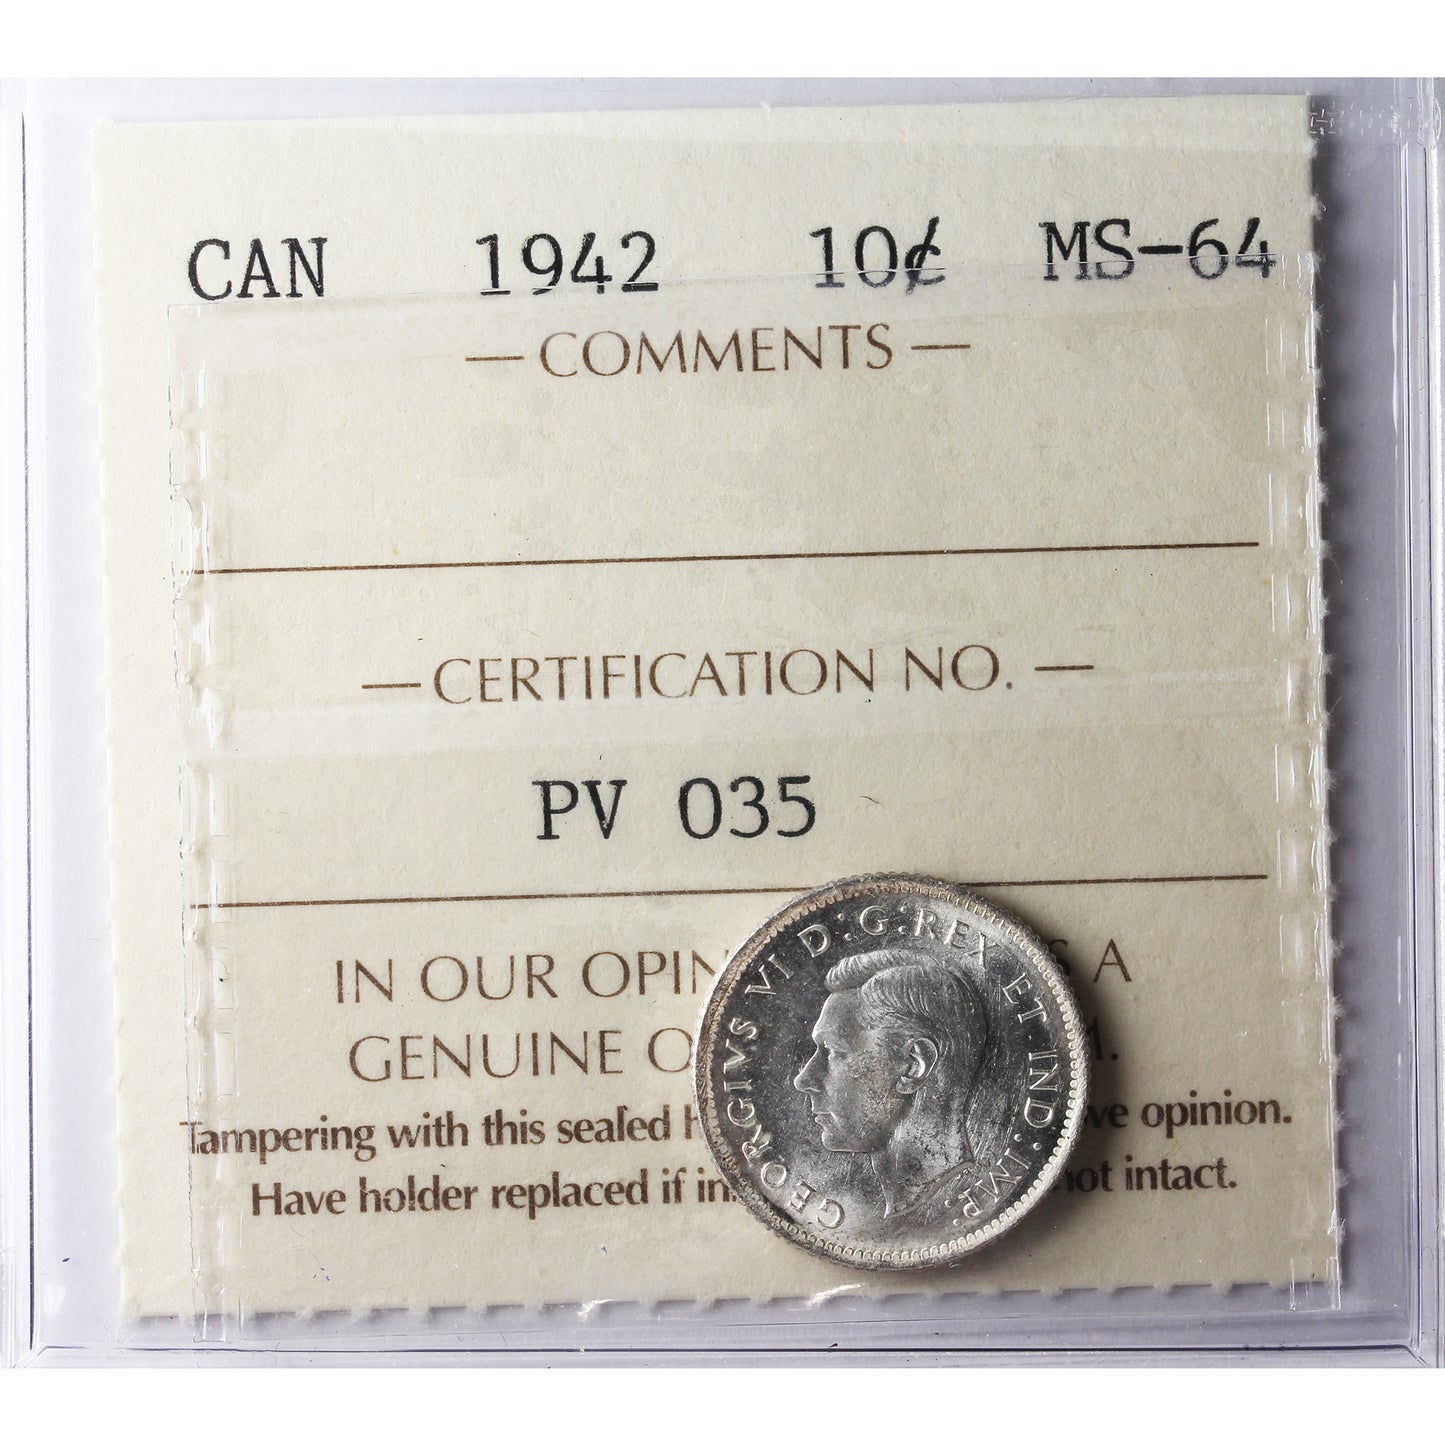 CAN 1942 10¢ MS-64
— COMMENTS —
— CERTIFICATION NO. —
PV 035
IN OUR OPIN A
GENUINE O
Tampering with this sealed opinion.
Have holder replaced if in not intact.
GEORGIVS VI D:G:REX ET IND:IMP: